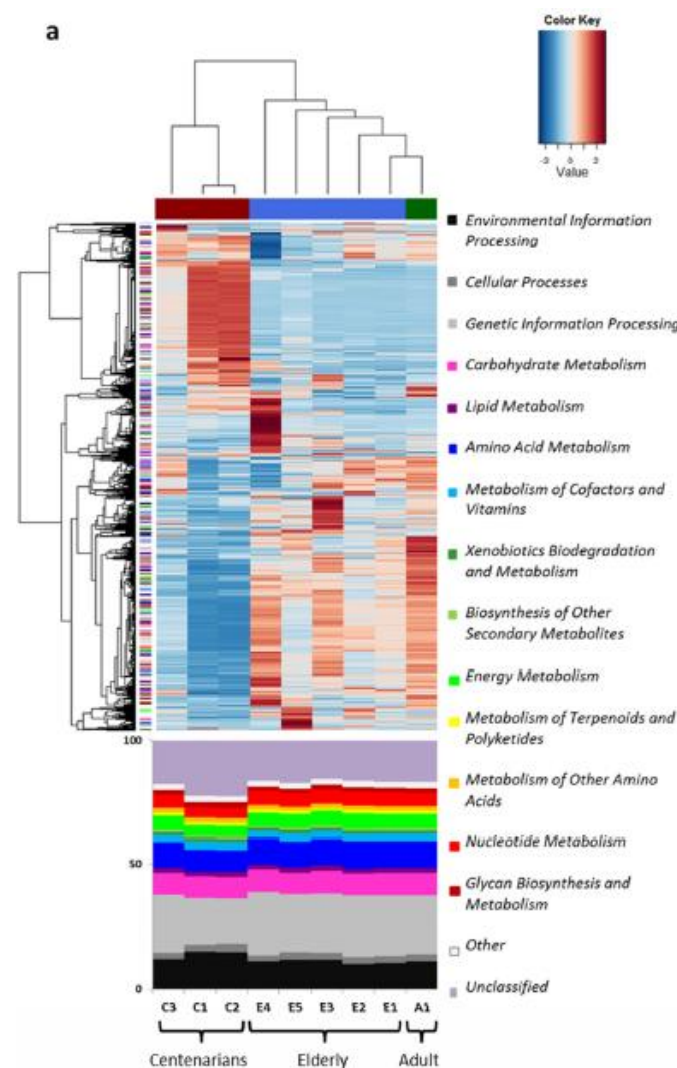 a
Color Key
-3 0 3
Value
Environmental Information
Processing
Cellular Processes
Genetic Information Processing
Carbohydrate Metabolism
Lipid Metabolism
Amino Acid Metabolism
Metabolism of Cofactors and
Vitamins
Xenobiotics Biodegradation
and Metabolism
Biosynthesis of Other
Secondary Metabolites
Energy Metabolism
Metabolism of Terpenoids and
Polyketides
Metabolism of Other Amino
Acids
Nucleotide Metabolism
Glycan Biosynthesis and
Metabolism
Other
Unclassified
100
50
0
C3 C1 C2 E4 E5 E3 E2 E1 A1
Centenarians Elderly Adult